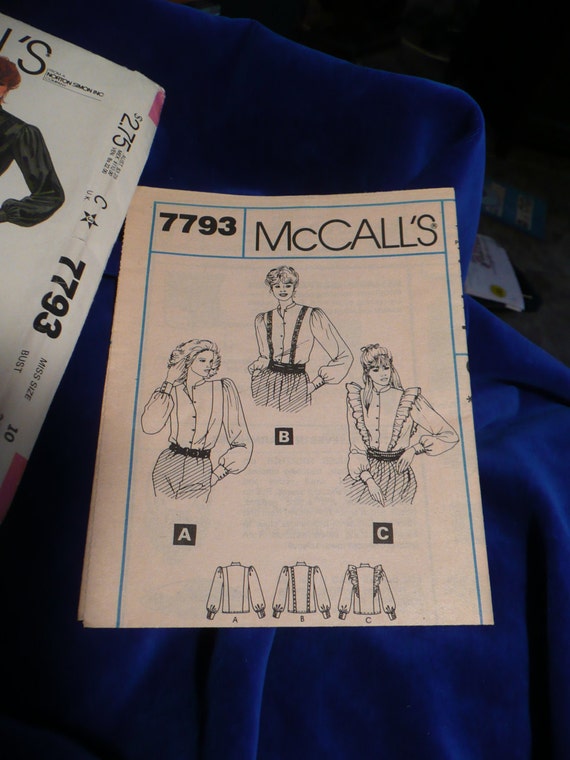 L'S
NORTON SIMON INC
$2.75
C
U.K.
7793
MISS'S SIZE
BUST
10
7793 McCALL'S®
B
A
C
A B C